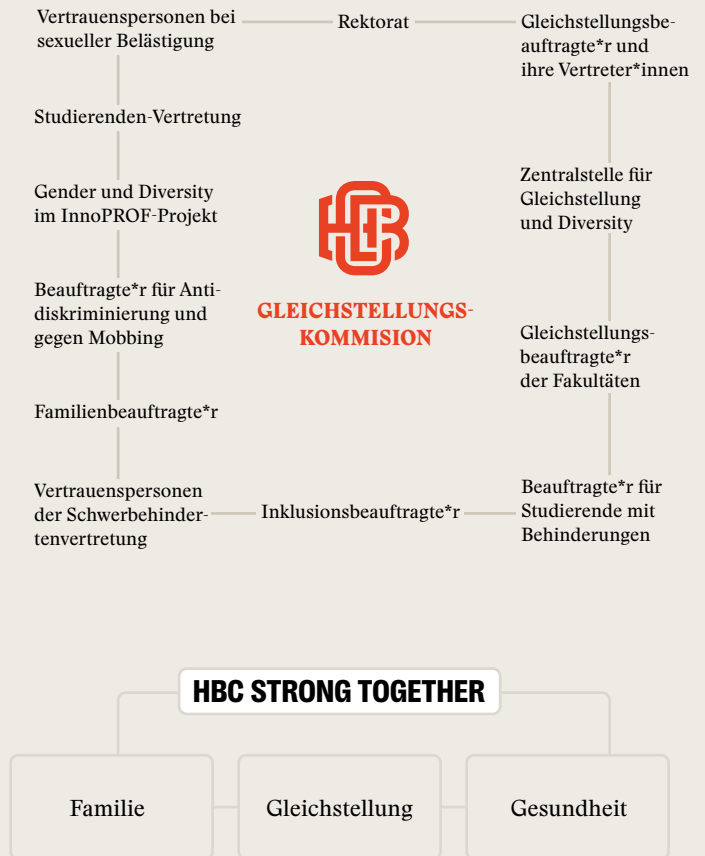 Vertrauenspersonen bei
sexueller Belästigung
Rektorat
Gleichstellungsbe-
auftragte*r und
ihre Vertreter*innen
Studierenden-Vertretung
Zentralstelle für
Gleichstellung
und Diversity
Gender und Diversity
im InnoPROF-Projekt
HBC
GLEICHSTELLUNGS-
KOMMISION
Beauftragte*r für Anti-
diskriminierung und
gegen Mobbing
Gleichstellungs-
beauftragte*r
der Fakultäten
Familienbeauftragte*r
Vertrauenspersonen
der Schwerbehinder-
tenvertretung
Inklusionsbeauftragte*r
Beauftragte*r für
Studierende mit
Behinderungen
HBC STRONG TOGETHER
Familie
Gleichstellung
Gesundheit